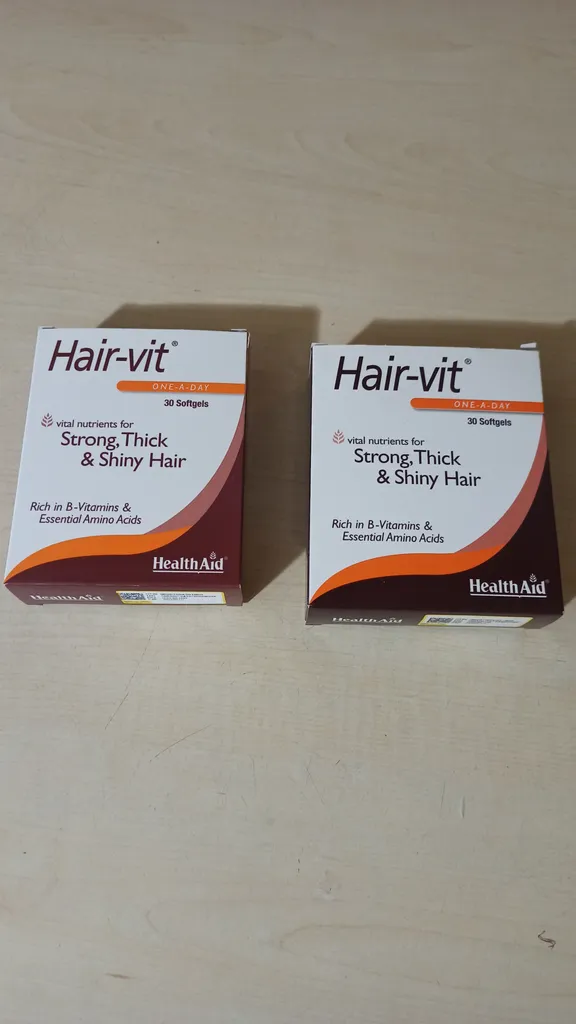 Hair-vit®
ONE-A-DAY
30 Softgels
vital nutrients for
Strong, Thick
& Shiny Hair
Rich in B-Vitamins &
Essential Amino Acids
HealthAid®
HealthAid
Hair-vit®
ONE-A-DAY
30 Softgels
vital nutrients for
Strong, Thick
& Shiny Hair
Rich in B-Vitamins &
Essential Amino Acids
HealthAid®
HealthAid